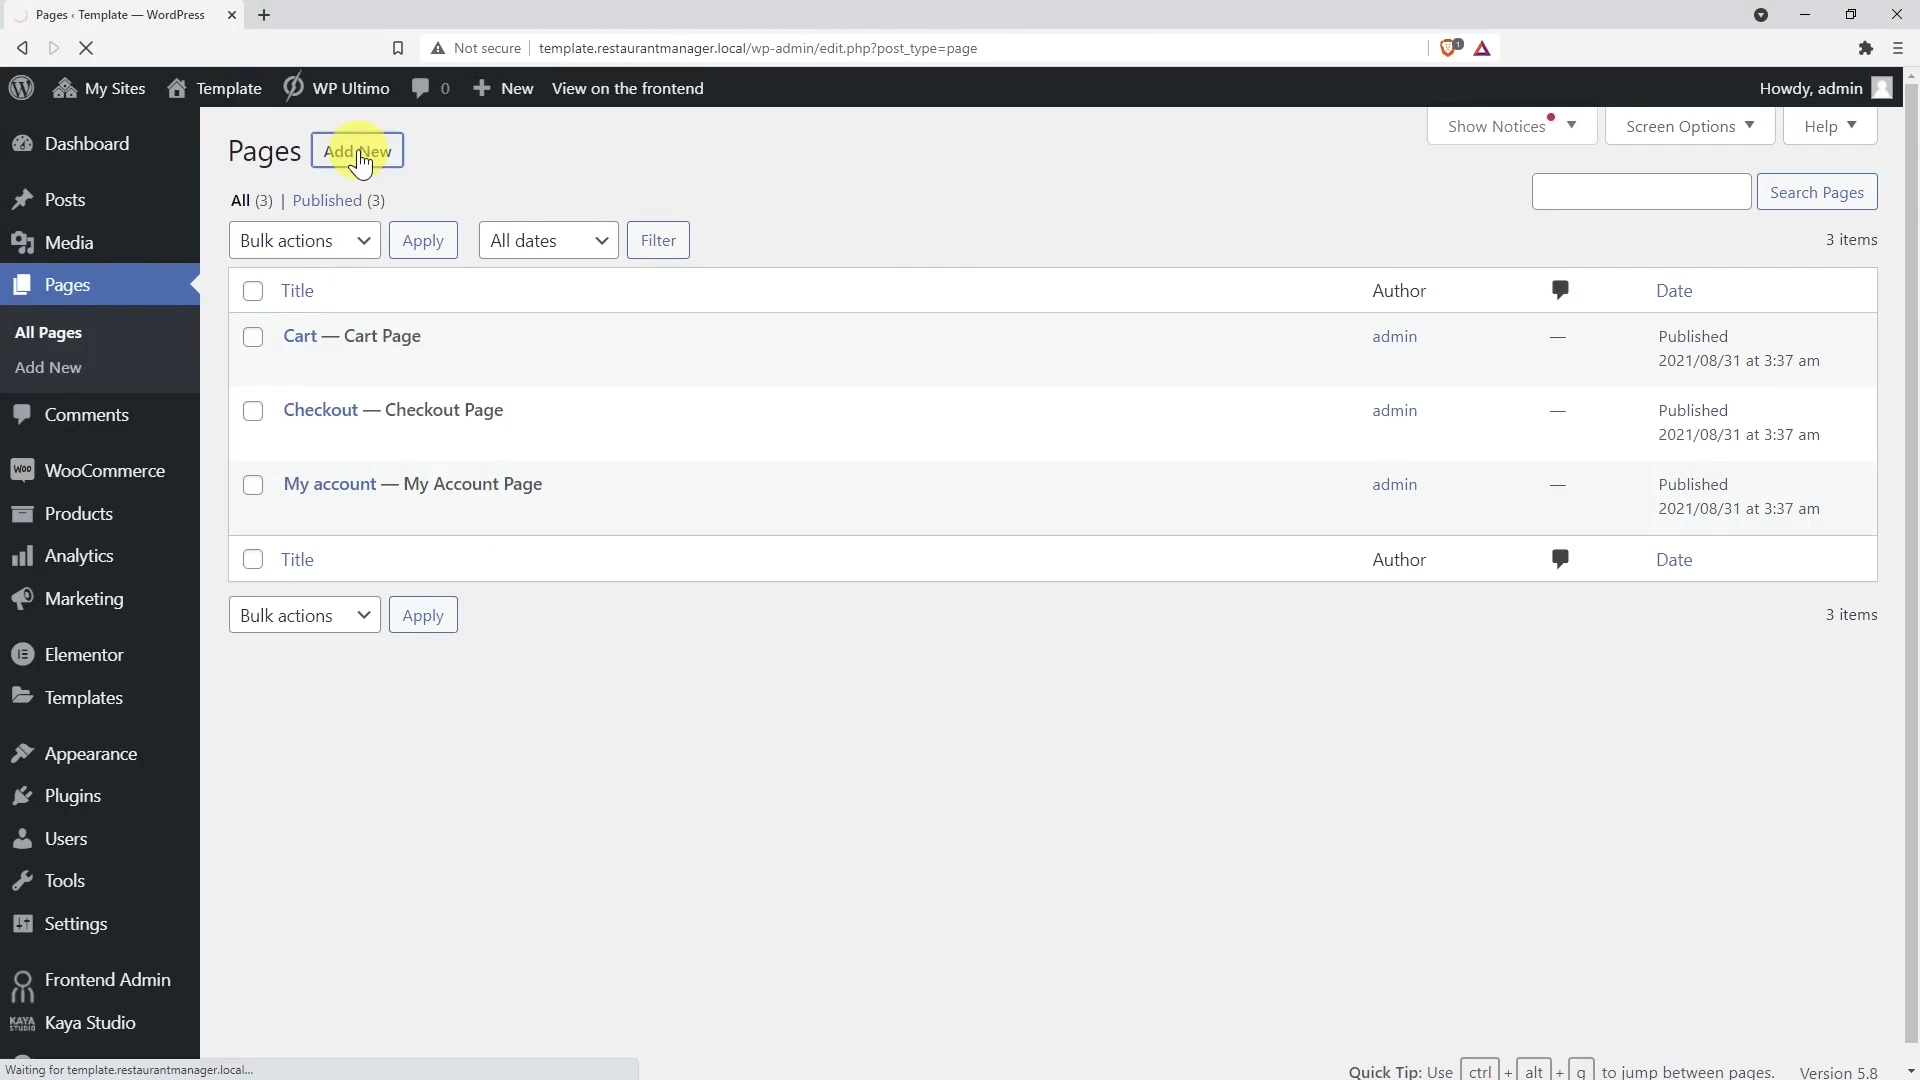 Pages ‹ Template — WordPress
Not secure
template.restaurantmanager.local/wp-admin/edit.php?post_type=page
1
My Sites
Template
WP Ultimo
0
New
View on the frontend
Howdy, admin
Dashboard
Posts
Media
Pages
All Pages
Add New
Comments
WooCommerce
Products
Analytics
Marketing
Elementor
Templates
Appearance
Plugins
Users
Tools
Settings
Frontend Admin
KAYA STUDIO
Kaya Studio
Pages
Add New
Show Notices
Screen Options
Help
All (3) | Published (3)
Search Pages
Bulk actions
Apply
All dates
Filter
3 items
Title
Author
Date
Cart — Cart Page
admin
—
Published
2021/08/31 at 3:37 am
Checkout — Checkout Page
admin
—
Published
2021/08/31 at 3:37 am
My account — My Account Page
admin
—
Published
2021/08/31 at 3:37 am
Title
Author
Date
Bulk actions
Apply
3 items
Waiting for template.restaurantmanager.local...
Quick Tip: Use ctrl + alt + q to jump between pages.
Version 5.8